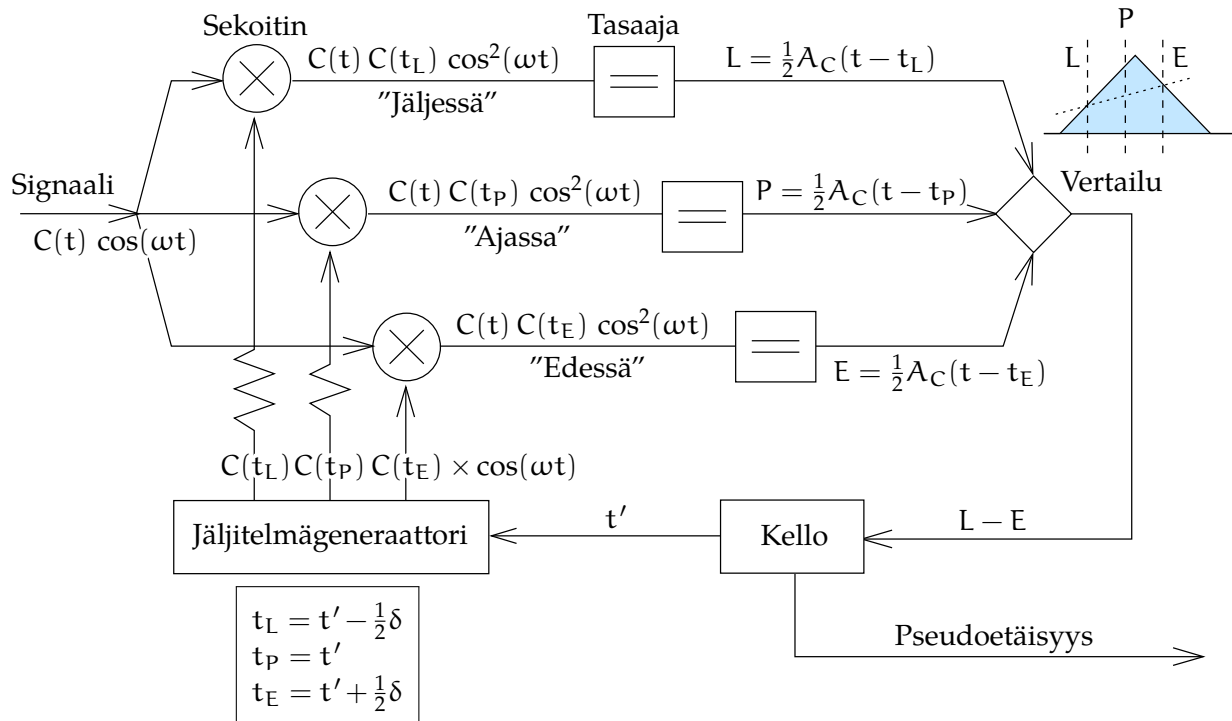 Sekoitin
Tasaaja
C(t) C(t_L) cos²(ωt)
"Jäljessä"
L = ½A_C(t − t_L)
P
L
E
Signaali
C(t) cos(ωt)
C(t) C(t_P) cos²(ωt)
"Ajassa"
P = ½A_C(t − t_P)
Vertailu
C(t) C(t_E) cos²(ωt)
"Edessä"
E = ½A_C(t − t_E)
C(t_L) C(t_P) C(t_E) × cos(ωt)
Jäljitelmägeneraattori
t′
Kello
L − E
t_L = t′ − ½δ
t_P = t′
t_E = t′ + ½δ
Pseudoetäisyys